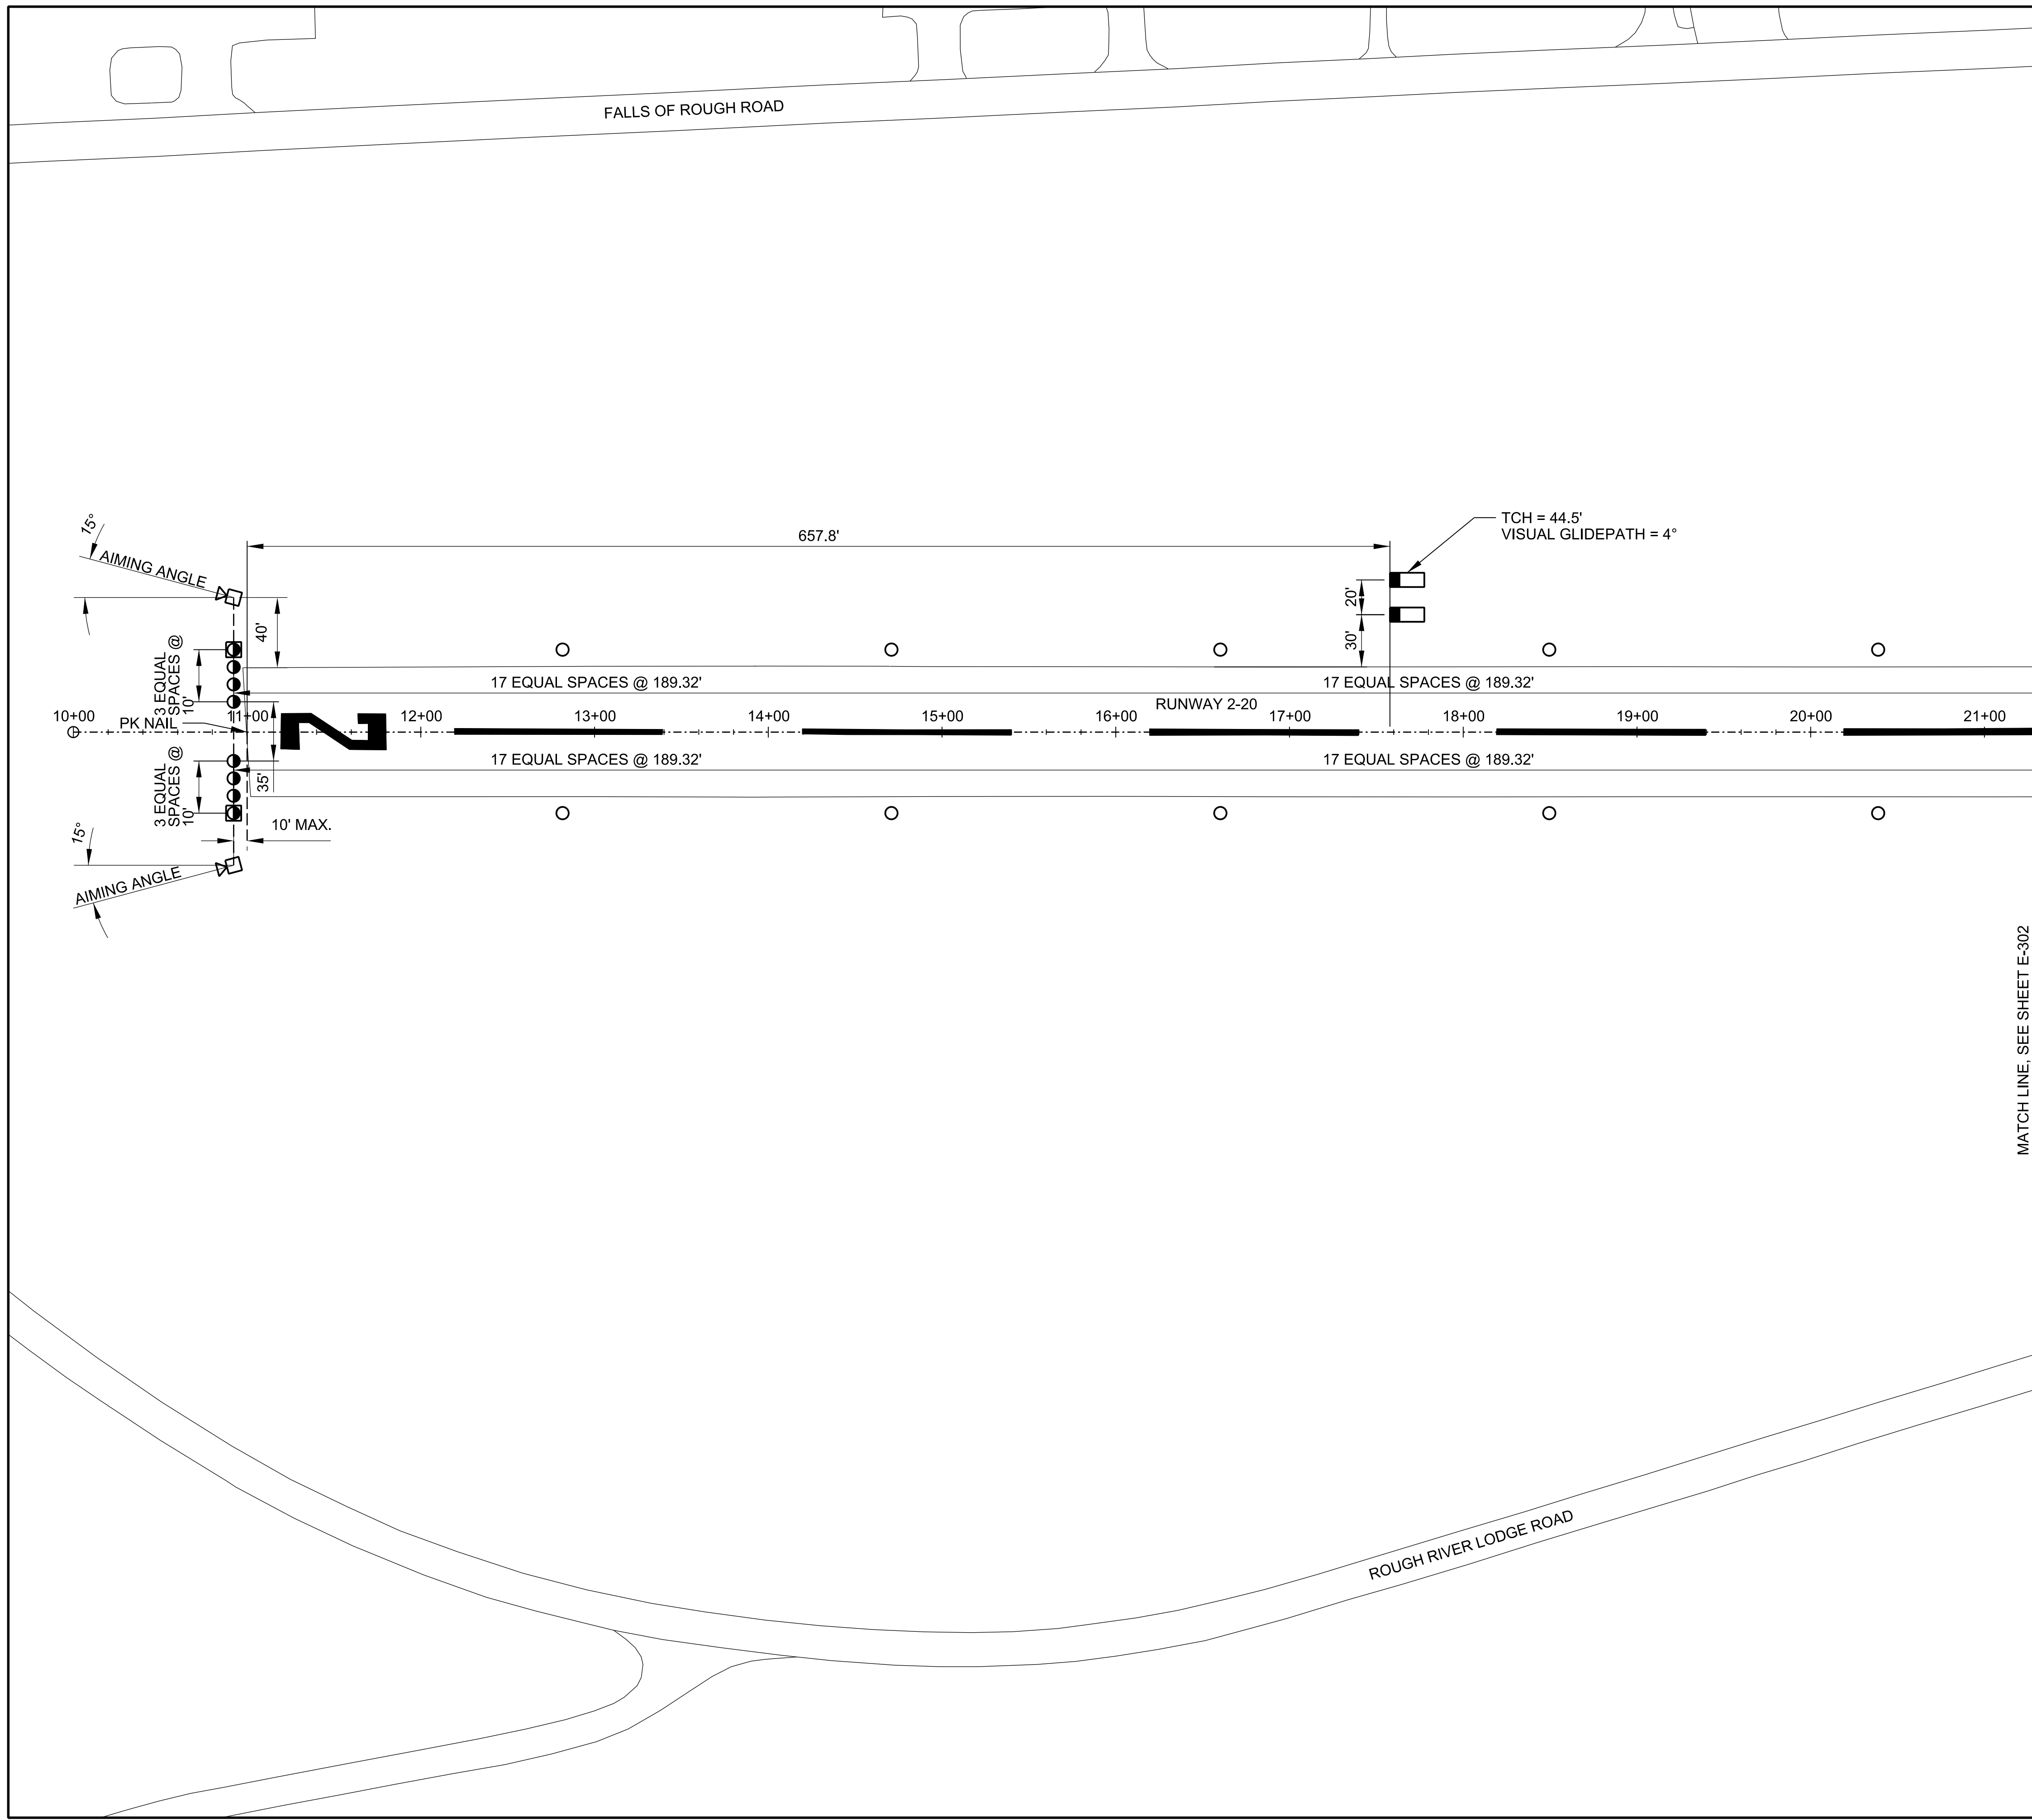 FALLS OF ROUGH ROAD
TCH = 44.5'
VISUAL GLIDEPATH = 4°
657.8'
15°
AIMING ANGLE
40'
20'
30'
3 EQUAL
SPACES @
10'
17 EQUAL SPACES @ 189.32'
17 EQUAL SPACES @ 189.32'
RUNWAY 2-20
10+00
11+00
12+00
13+00
14+00
15+00
16+00
17+00
18+00
19+00
20+00
21+00
PK NAIL
2
17 EQUAL SPACES @ 189.32'
17 EQUAL SPACES @ 189.32'
3 EQUAL
SPACES @
10'
35'
10' MAX.
15°
AIMING ANGLE
MATCH LINE, SEE SHEET E-302
ROUGH RIVER LODGE ROAD